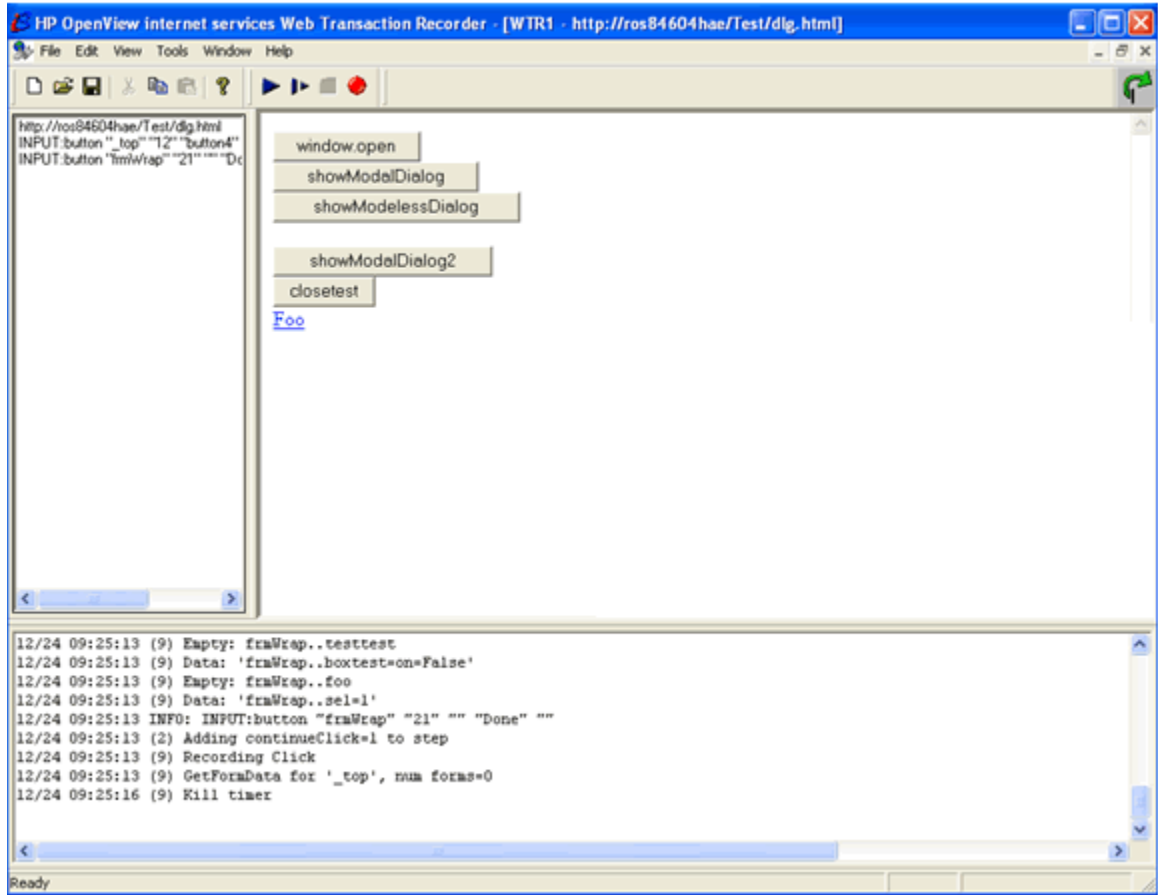 HP OpenView internet services Web Transaction Recorder - [WTR1 - http://ros84604hae/Test/dlg.html]
File Edit View Tools Window Help
http://ros84604hae/Test/dlg.html
INPUT:button "_top" "12" "button4"
INPUT:button "frmWrap" "21" "" "Do
window.open
showModalDialog
showModelessDialog
showModalDialog2
closetest
Foo
12/24 09:25:13 (9) Empty: frmWrap..testtest
12/24 09:25:13 (9) Data: 'frmWrap..boxtest=on=False'
12/24 09:25:13 (9) Empty: frmWrap..foo
12/24 09:25:13 (9) Data: 'frmWrap..sel=1'
12/24 09:25:13 INFO: INPUT:button "frmWrap" "21" "" "Done" ""
12/24 09:25:13 (2) Adding continueClick=1 to step
12/24 09:25:13 (9) Recording Click
12/24 09:25:13 (9) GetFormData for '_top', num forms=0
12/24 09:25:16 (9) Kill timer
Ready